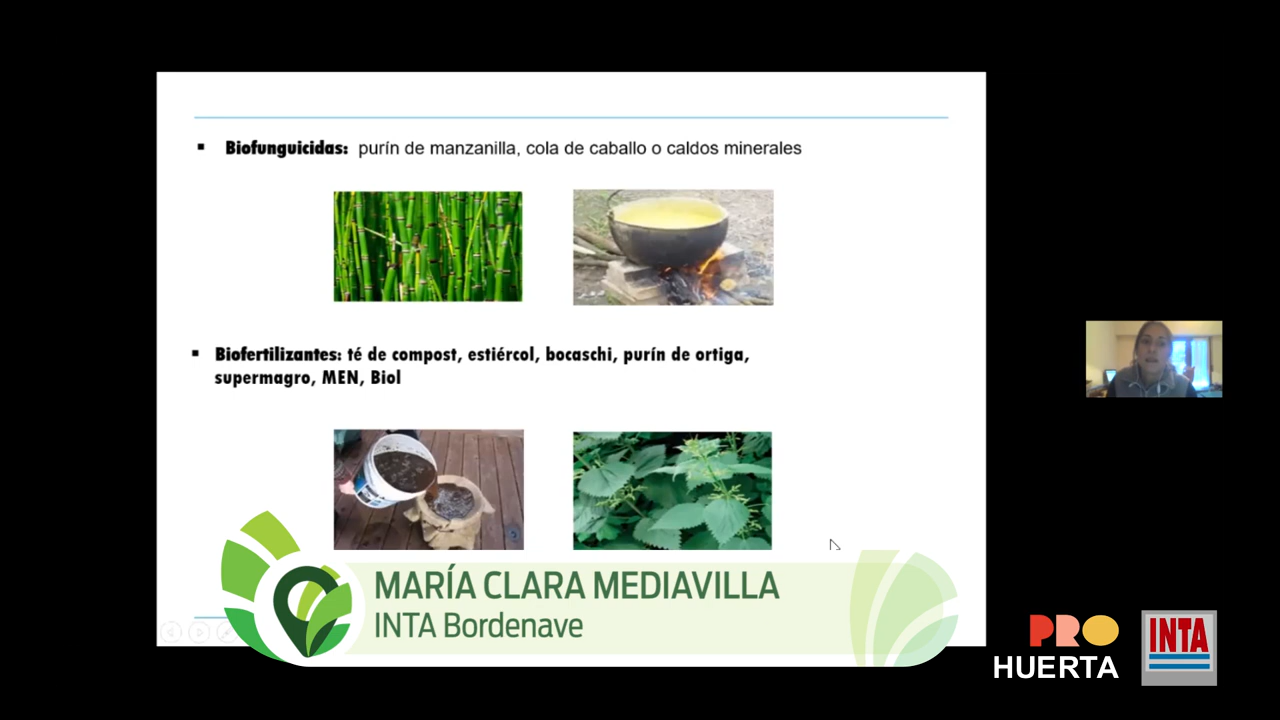 Biofunguicidas: purín de manzanilla, cola de caballo o caldos minerales
Biofertilizantes: té de compost, estiércol, bocaschi, purín de ortiga,
supermagro, MEN, Biol
MARÍA CLARA MEDIAVILLA
INTA Bordenave
PRO
HUERTA
INTA